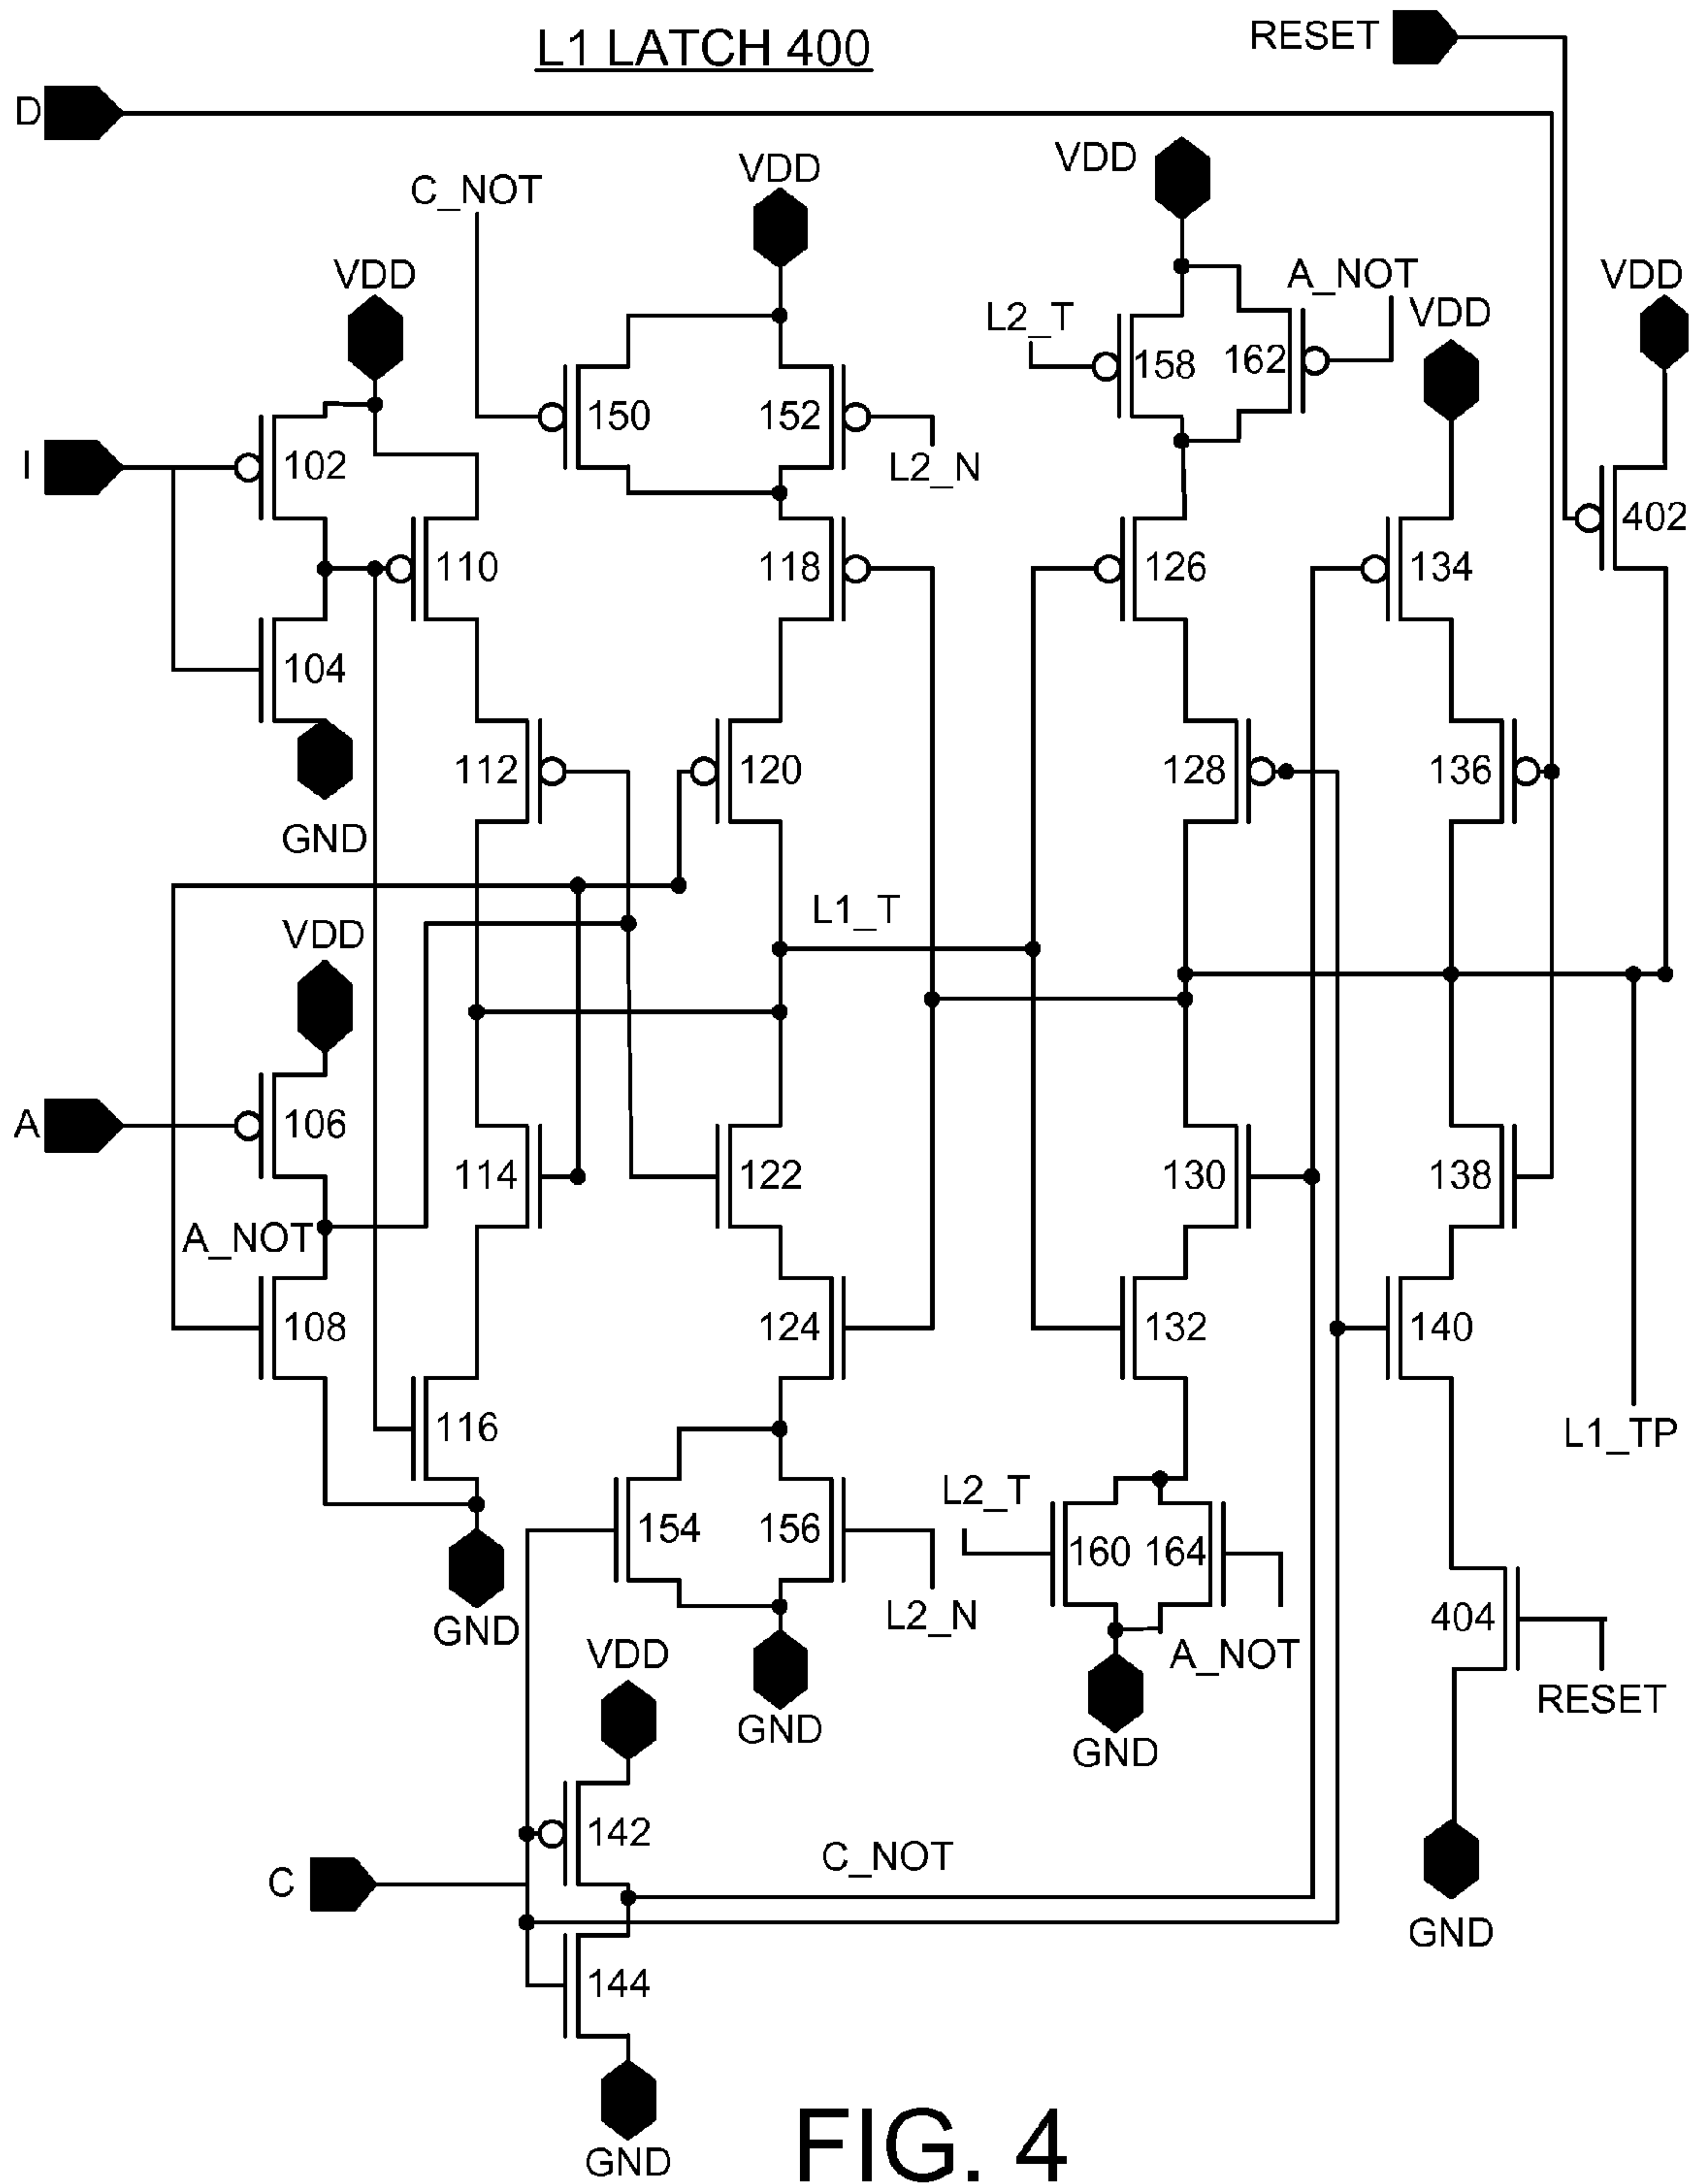 L1 LATCH 400
RESET
D
VDD
VDD
C_NOT
VDD
L2_T
A_NOT
VDD
VDD
I
102
150
152
L2_N
158
162
402
110
118
126
134
104
GND
112
120
128
136
VDD
L1_T
A
106
A_NOT
114
122
130
138
108
124
132
140
116
L1_TP
L2_T
154
156
160
164
L2_N
404
GND
VDD
GND
A_NOT
GND
RESET
142
C_NOT
C
GND
144
GND
FIG. 4